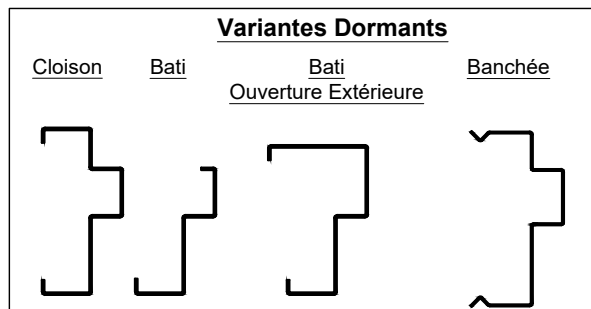 Variantes Dormants
Cloison
Bati
Bati
Ouverture Extérieure
Banchée